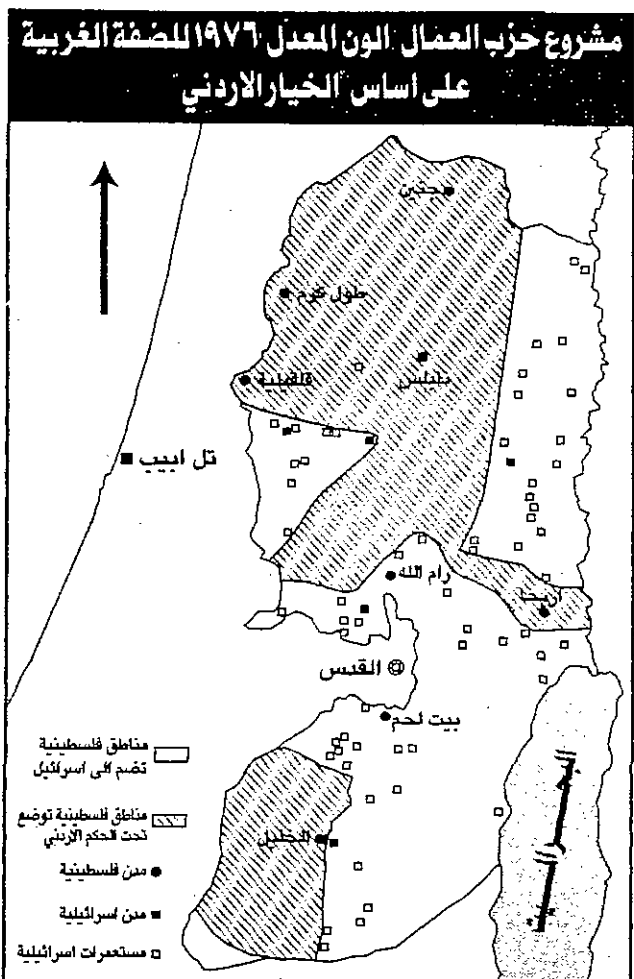 مشروع حزب العمال "الون المعدل" ١٩٧٦ للضفة الغربية
على اساس "الخيار الاردني"
جنين
طول كرم
نابلس
قلقيلية
تل ابيب
رام الله
اريحا
القدس
بيت لحم
الخليل
البحر الميت
مناطق فلسطينية
تضم الى اسرائيل
مناطق فلسطينية توضع
تحت الحكم الاردني
مدن فلسطينية
مدن اسرائيلية
مستعمرات اسرائيلية